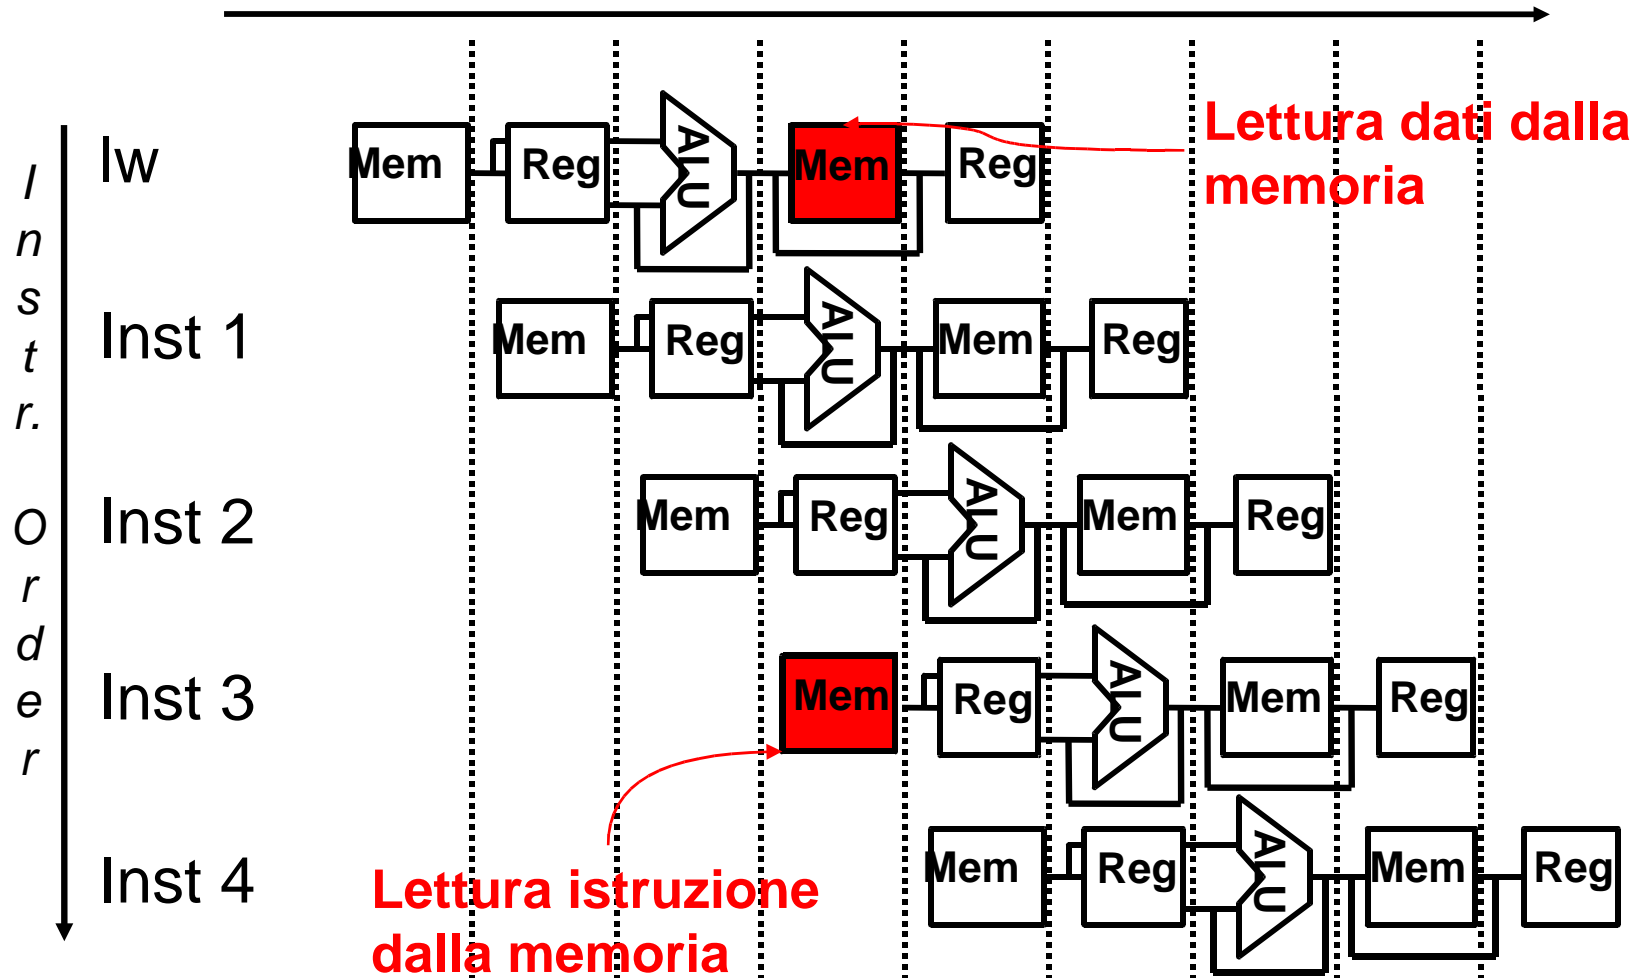 Instr.
Order
lw
Mem Reg ALU Mem Reg
Lettura dati dalla
memoria
Inst 1
Mem Reg ALU Mem Reg
Inst 2
Mem Reg ALU Mem Reg
Inst 3
Mem Reg ALU Mem Reg
Inst 4
Mem Reg ALU Mem Reg
Lettura istruzione
dalla memoria